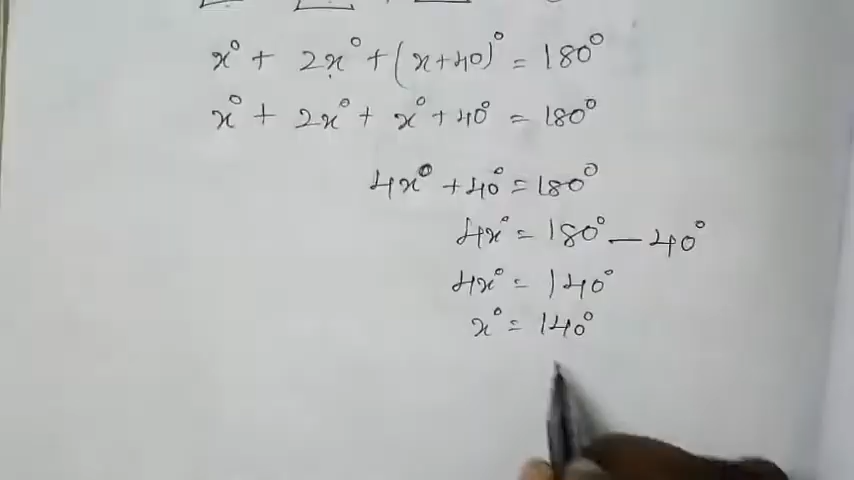 x° + 2x° + (x+40)° = 180°
x° + 2x° + x° + 40° = 180°
4x° + 40° = 180°
4x° = 180° — 40°
4x° = 140°
x° = 140°